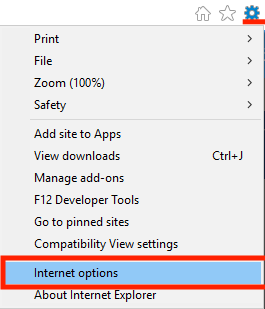 Print
File
Zoom (100%)
Safety
Add site to Apps
View downloads Ctrl+J
Manage add-ons
F12 Developer Tools
Go to pinned sites
Compatibility View settings
Internet options
About Internet Explorer